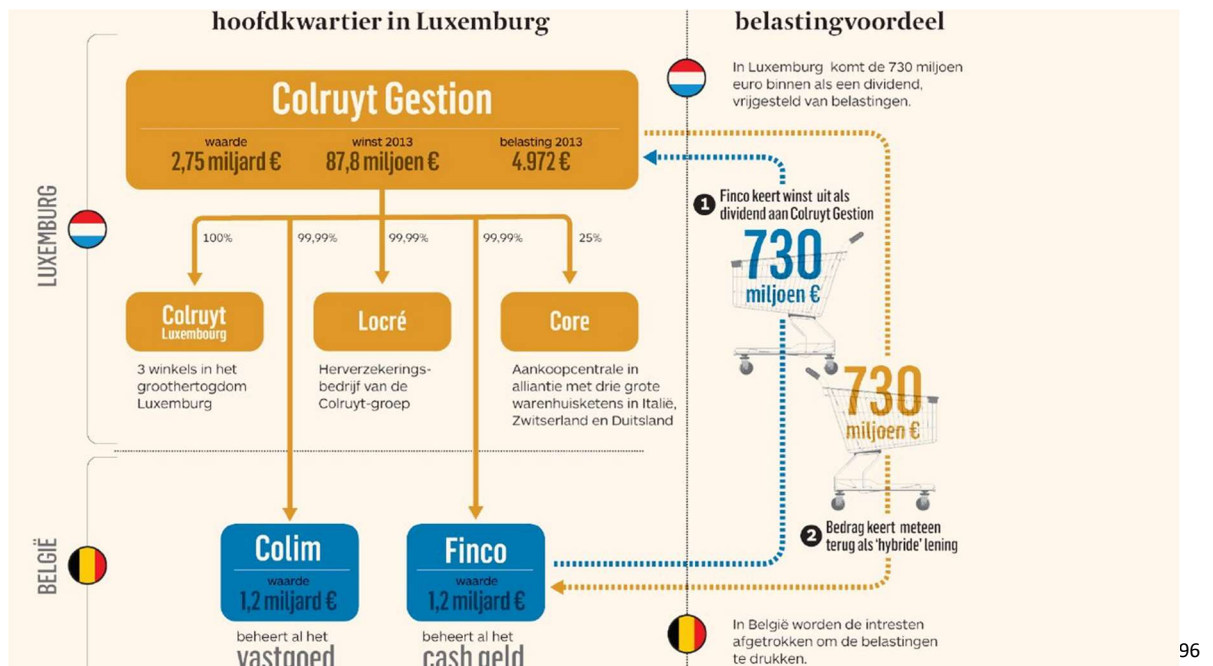 hoofdkwartier in Luxemburg
LUXEMBURG
Colruyt Gestion
waarde
2,75 miljard €
winst 2013
87,8 miljoen €
belasting 2013
4.972 €
100%
99,99%
99,99%
99,99%
25%
Colruyt
Luxembourg
3 winkels in het
groothertogdom
Luxemburg
Locré
Herverzekerings-
bedrijf van de
Colruyt-groep
Core
Aankoopcentrale in
alliantie met drie grote
warenhuisketens in Italië,
Zwitserland en Duitsland
BELGIË
Colim
waarde
1,2 miljard €
beheert al het
vastgoed
Finco
waarde
1,2 miljard €
beheert al het
cash geld
belastingvoordeel
In Luxemburg komt de 730 miljoen
euro binnen als een dividend,
vrijgesteld van belastingen.
1 Finco keert winst uit als
dividend aan Colruyt Gestion
730
miljoen €
730
miljoen €
2 Bedrag keert meteen
terug als ‘hybride’ lening
In België worden de intresten
afgetrokken om de belastingen
te drukken.
96